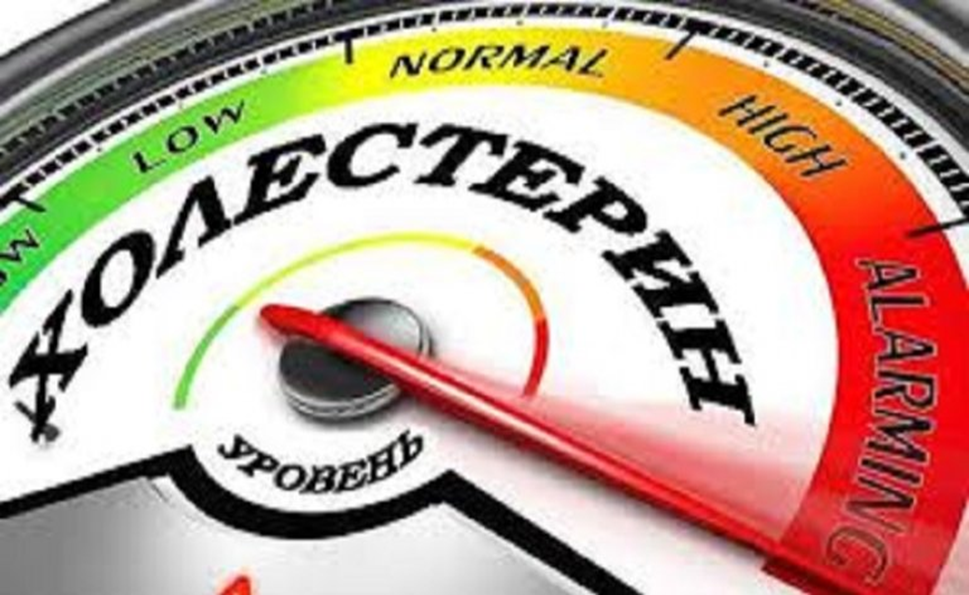 LOW
NORMAL
HIGH
ALARMING
ХОЛЕСТЕРИН
УРОВЕНЬ